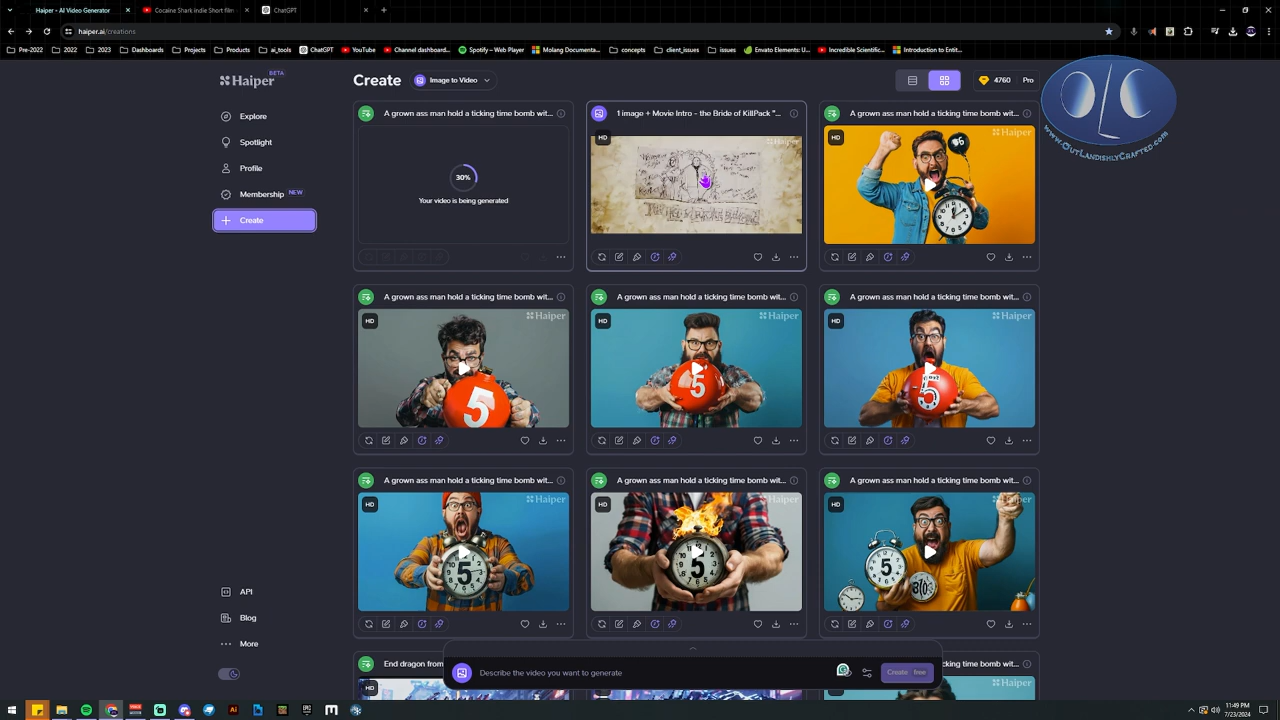 Haiper - AI Video Generator
Cocaine Shark indie Short film
ChatGPT
haiper.ai/creations
Pre-2022
2022
2023
Dashboards
Projects
Products
ai_tools
ChatGPT
YouTube
Channel dashboard...
Spotify – Web Player
Molang Documenta...
concepts
client_issues
issues
Envato Elements: U...
Incredible Scientific...
Introduction to Entit...
Haiper BETA
Create
Image to Video
4760 Pro
OLC
www.OutLandishlyCrafted.com
Explore
Spotlight
Profile
Membership NEW
Create
A grown ass man hold a ticking time bomb wit...
1 image + Movie Intro - the Bride of KillPack "...
A grown ass man hold a ticking time bomb wit...
30%
Your video is being generated
HD
Haiper
HD
Haiper
A grown ass man hold a ticking time bomb wit...
A grown ass man hold a ticking time bomb wit...
A grown ass man hold a ticking time bomb wit...
HD
Haiper
5
HD
Haiper
5
HD
Haiper
5
A grown ass man hold a ticking time bomb wit...
A grown ass man hold a ticking time bomb wit...
A grown ass man hold a ticking time bomb wit...
HD
Haiper
5
HD
Haiper
5
HD
Haiper
5
API
Blog
More
End dragon from
HD
HD
Describe the video you want to generate
Create free
11:49 PM
7/23/2024